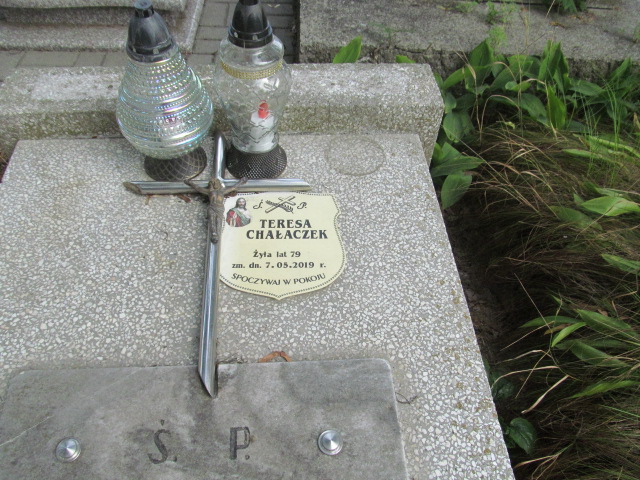 Ś. P.
TERESA
CHAŁACZEK
Żyła lat 79
zm. dn. 7.05.2019 r.
SPOCZYWAJ W POKOJU
Ś. P.